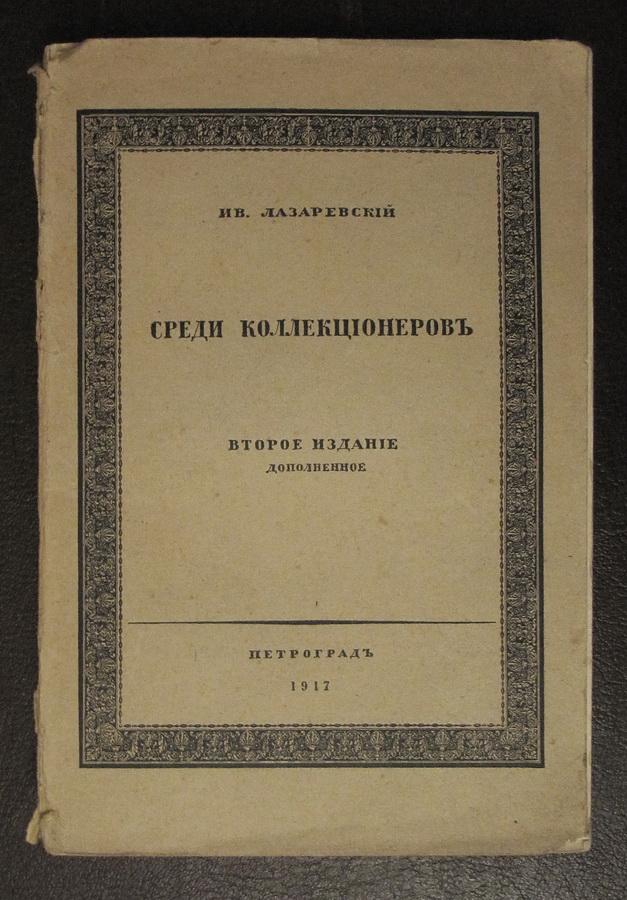 ИВ. ЛАЗАРЕВСКІЙ
СРЕДИ КОЛЛЕКЦІОНЕРОВЪ
ВТОРОЕ ИЗДАНІЕ
ДОПОЛНЕННОЕ
ПЕТРОГРАДЪ
1917